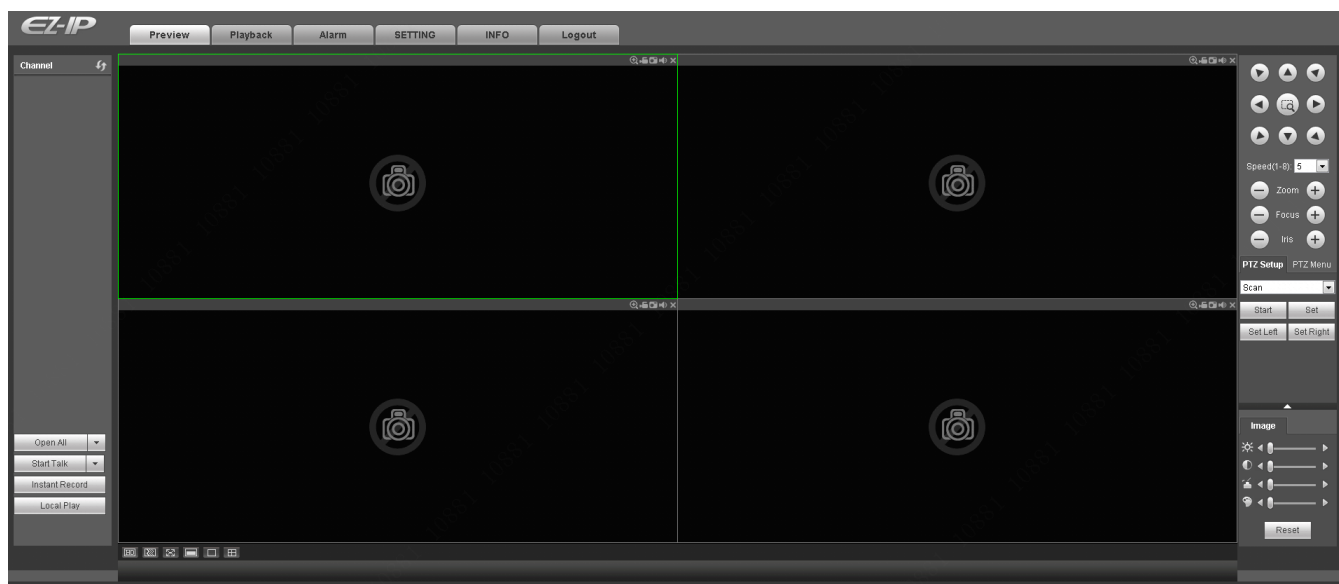 EZ-IP
Preview Playback Alarm SETTING INFO Logout
Channel
Speed(1-8): 5
Zoom
Focus
Iris
PTZ Setup PTZ Menu
Scan
Start Set
Set Left Set Right
Open All
Start Talk
Instant Record
Local Play
Image
Reset